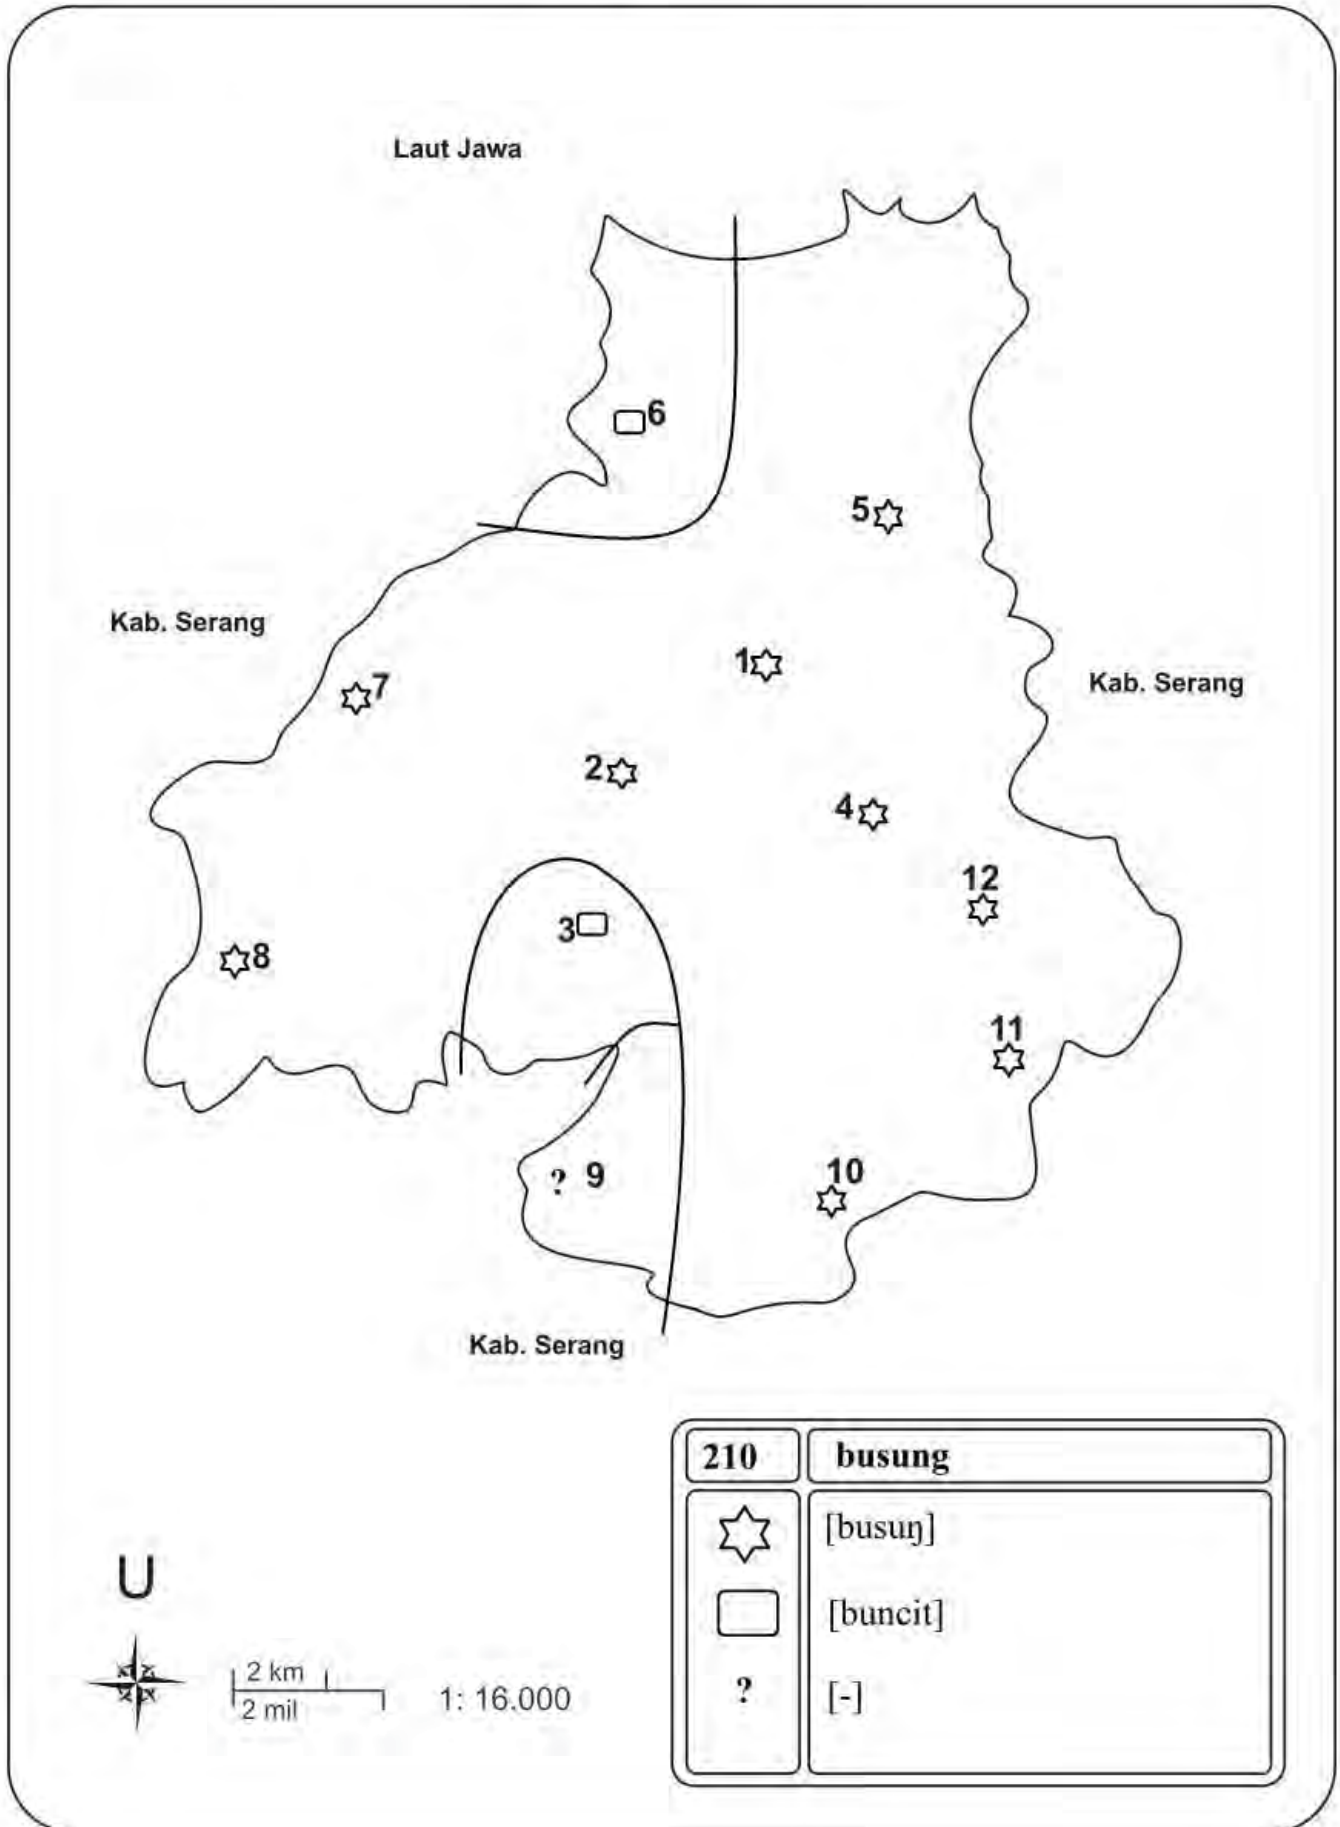 Laut Jawa
6
5
Kab. Serang
1
7
Kab. Serang
2
4
12
3
8
11
? 9
10
Kab. Serang
210 busung
[busuŋ]
U
[buncit]
2 km
? [-]
2 mil
1: 16.000